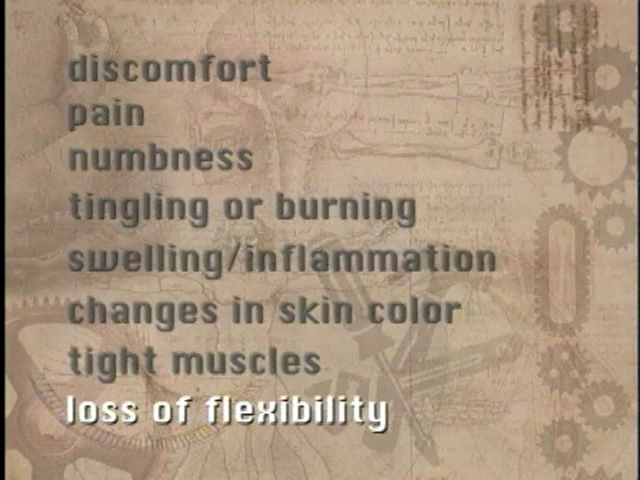 discomfort
pain
numbness
tingling or burning
swelling/inflammation
changes in skin color
tight muscles
loss of flexibility